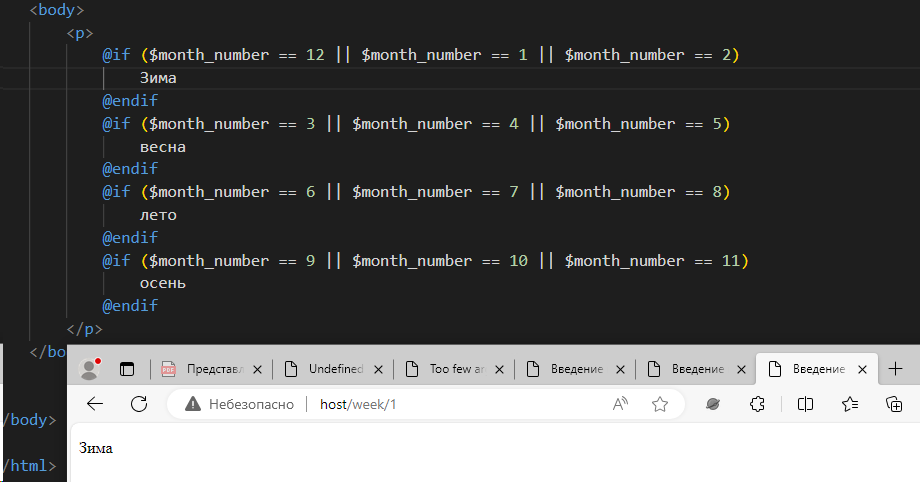 <body>
<p>
@if ($month_number == 12 || $month_number == 1 || $month_number == 2)
Зима
@endif
@if ($month_number == 3 || $month_number == 4 || $month_number == 5)
весна
@endif
@if ($month_number == 6 || $month_number == 7 || $month_number == 8)
лето
@endif
@if ($month_number == 9 || $month_number == 10 || $month_number == 11)
осень
@endif
</p>
</bo
Представл Undefined Too few ar Введение Введение Введение
Небезопасно host/week/1
/body>
Зима
/html>